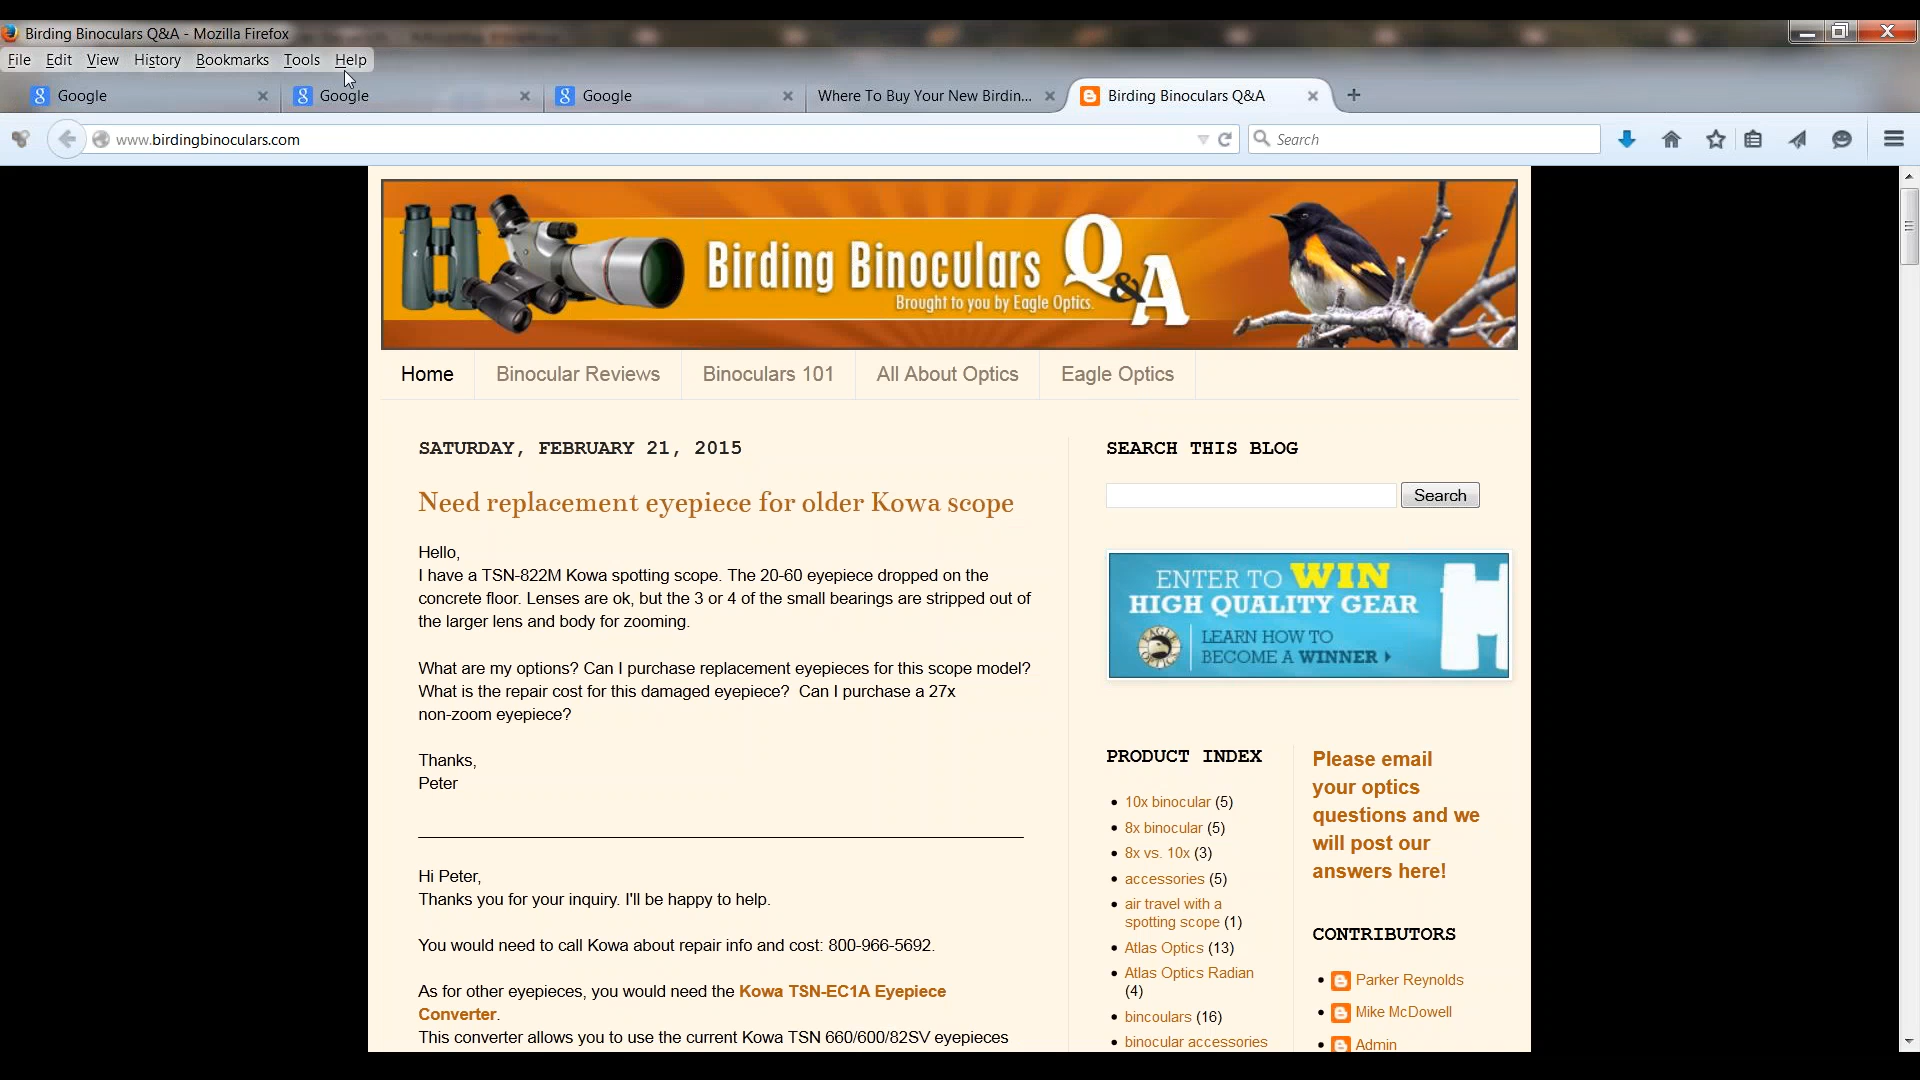 Birding Binoculars Q&A - Mozilla Firefox
File Edit View History Bookmarks Tools Help
Google
Google
Google
Where To Buy Your New Birdin...
Birding Binoculars Q&A
www.birdingbinoculars.com
Search
Birding Binoculars Q&A
Brought to you by Eagle Optics.
Home
Binocular Reviews
Binoculars 101
All About Optics
Eagle Optics
SATURDAY, FEBRUARY 21, 2015
Need replacement eyepiece for older Kowa scope
Hello,
I have a TSN-822M Kowa spotting scope. The 20-60 eyepiece dropped on the
concrete floor. Lenses are ok, but the 3 or 4 of the small bearings are stripped out of
the larger lens and body for zooming.
What are my options? Can I purchase replacement eyepieces for this scope model?
What is the repair cost for this damaged eyepiece?  Can I purchase a 27x
non-zoom eyepiece?
Thanks,
Peter
Hi Peter,
Thanks you for your inquiry. I'll be happy to help.
You would need to call Kowa about repair info and cost: 800-966-5692.
As for other eyepieces, you would need the Kowa TSN-EC1A Eyepiece
Converter.
This converter allows you to use the current Kowa TSN 660/600/82SV eyepieces
SEARCH THIS BLOG
Search
ENTER TO WIN
HIGH QUALITY GEAR
EAGLE OPTICS
LEARN HOW TO
BECOME A WINNER
PRODUCT INDEX
10x binocular (5)
8x binocular (5)
8x vs. 10x (3)
accessories (5)
air travel with a
spotting scope (1)
Atlas Optics (13)
Atlas Optics Radian
(4)
bincoulars (16)
binocular accessories
Please email
your optics
questions and we
will post our
answers here!
CONTRIBUTORS
Parker Reynolds
Mike McDowell
Admin